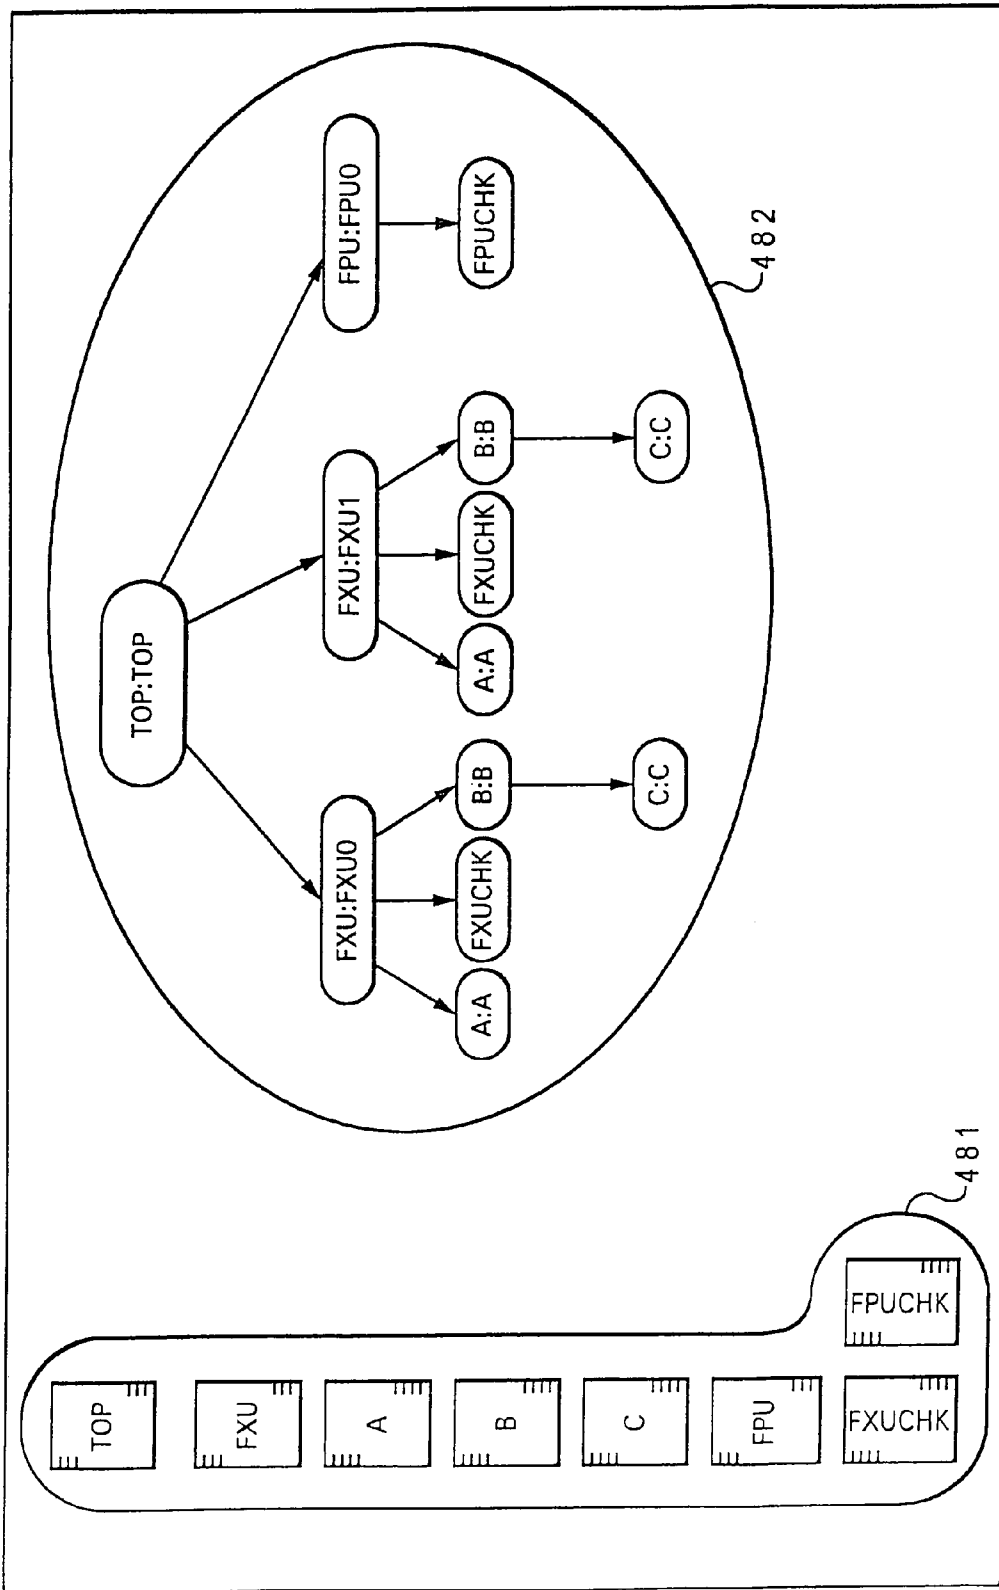 TOP
FXU
A
B
C
FPU
FXUCHK
FPUCHK
481
TOP:TOP
FXU:FXU0
FXU:FXU1
FPU:FPU0
A:A
FXUCHK
B:B
A:A
FXUCHK
B:B
FPUCHK
C:C
C:C
482